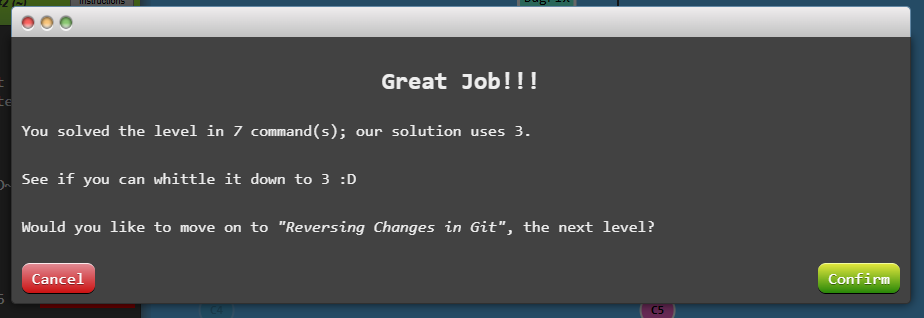 Instructions
Great Job!!!
You solved the level in 7 command(s); our solution uses 3.
See if you can whittle it down to 3 :D
Would you like to move on to "Reversing Changes in Git", the next level?
Cancel
Confirm
C4
C5